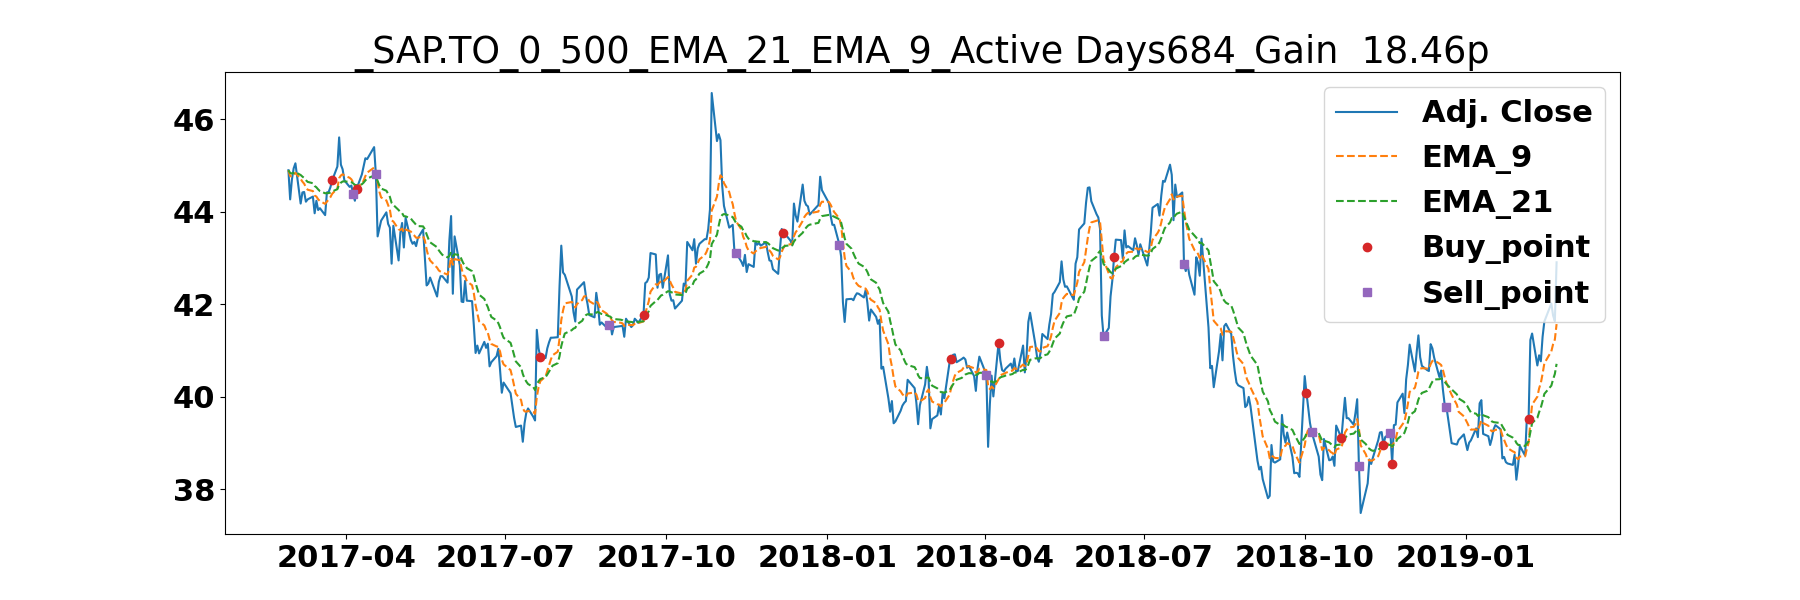 _SAP.TO_0_500_EMA_21_EMA_9_Active Days684_Gain  18.46p
46
44
42
40
38
Adj. Close
EMA_9
EMA_21
Buy_point
Sell_point
2017-04 2017-07 2017-10 2018-01 2018-04 2018-07 2018-10 2019-01